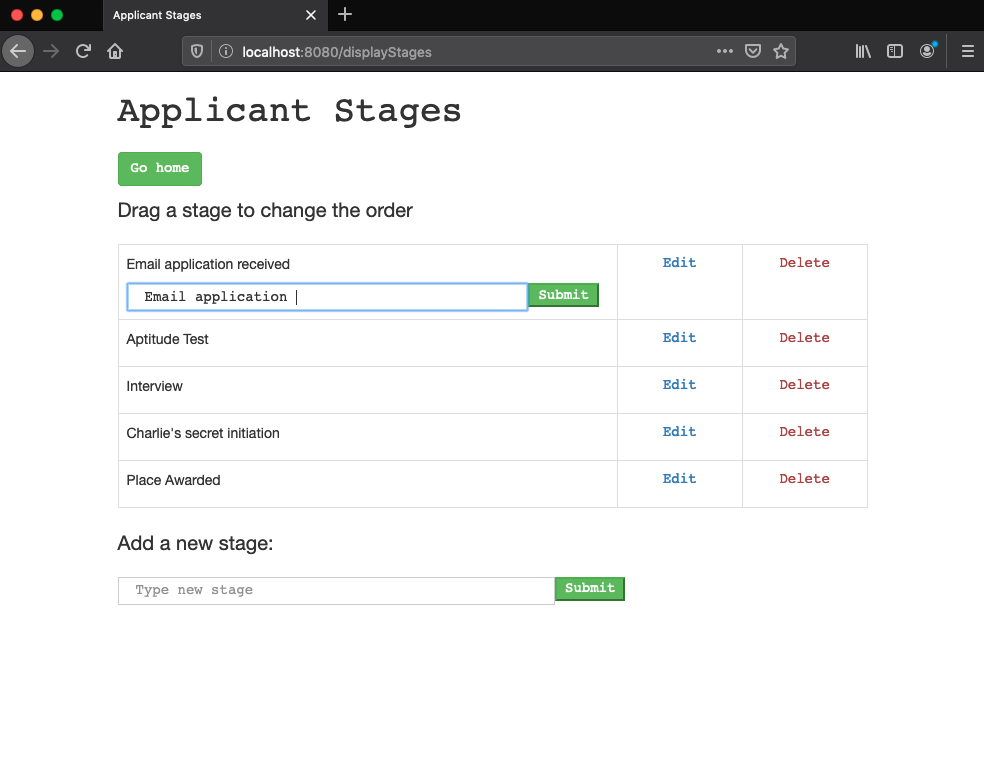 Applicant Stages
localhost:8080/displayStages
Applicant Stages
Go home
Drag a stage to change the order
Email application received Edit Delete
Email application Submit
Aptitude Test Edit Delete
Interview Edit Delete
Charlie's secret initiation Edit Delete
Place Awarded Edit Delete
Add a new stage:
Type new stage Submit